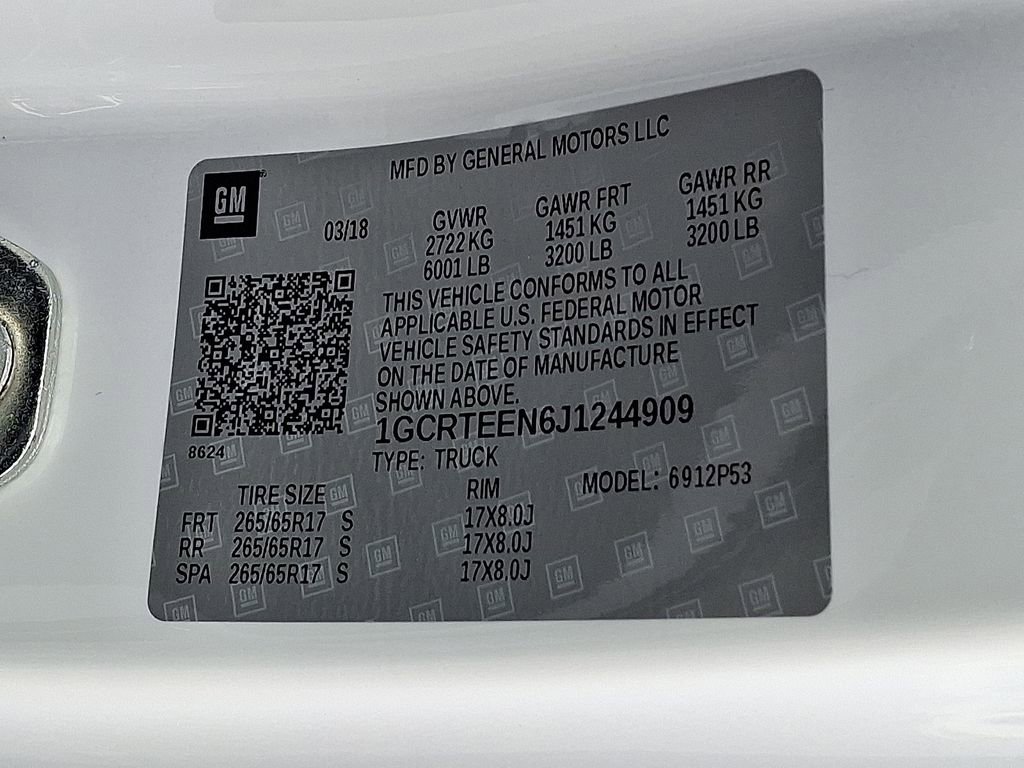 MFD BY GENERAL MOTORS LLC
GM
03/18
GVWR GAWR FRT GAWR RR
2722 KG 1451 KG 1451 KG
6001 LB 3200 LB 3200 LB
THIS VEHICLE CONFORMS TO ALL
APPLICABLE U.S. FEDERAL MOTOR
VEHICLE SAFETY STANDARDS IN EFFECT
ON THE DATE OF MANUFACTURE
SHOWN ABOVE.
1GCRTEEN6J1244909
8624
TYPE: TRUCK
MODEL: 6912P53
TIRE SIZE RIM
FRT 265/65R17 S 17X8.0J
RR 265/65R17 S 17X8.0J
SPA 265/65R17 S 17X8.0J